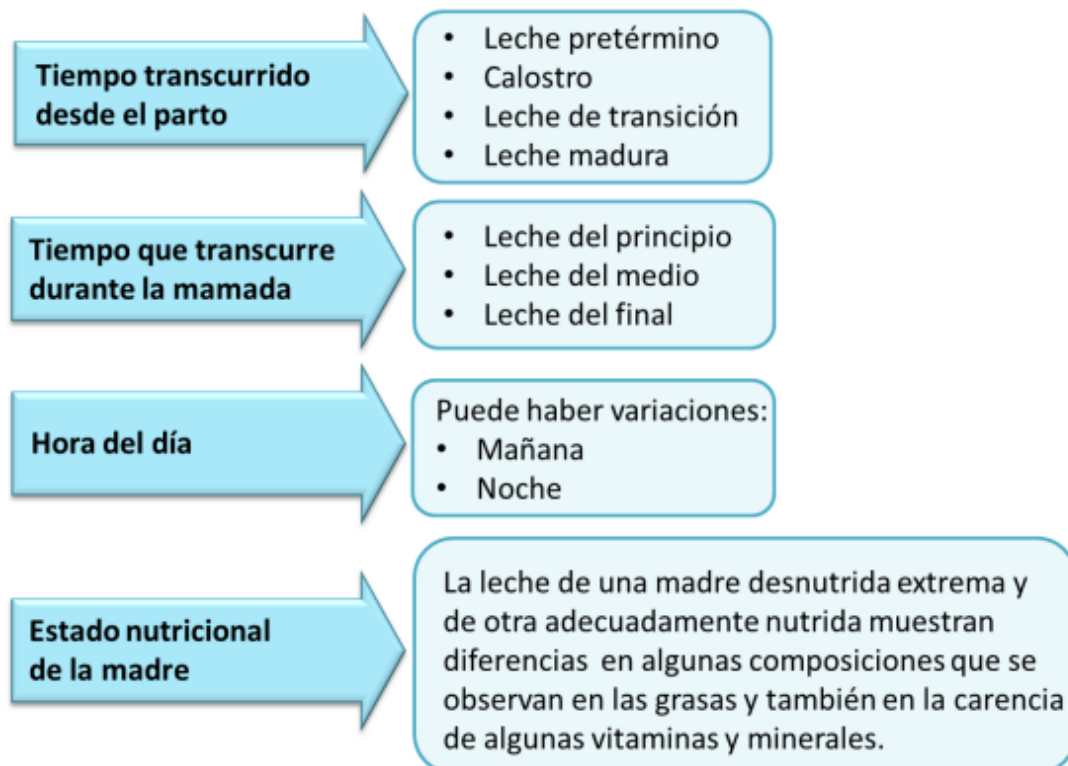 Tiempo transcurrido
desde el parto
• Leche pretérmino
• Calostro
• Leche de transición
• Leche madura
Tiempo que transcurre
durante la mamada
• Leche del principio
• Leche del medio
• Leche del final
Hora del día
Puede haber variaciones:
• Mañana
• Noche
Estado nutricional
de la madre
La leche de una madre desnutrida extrema y
de otra adecuadamente nutrida muestran
diferencias en algunas composiciones que se
observan en las grasas y también en la carencia
de algunas vitaminas y minerales.